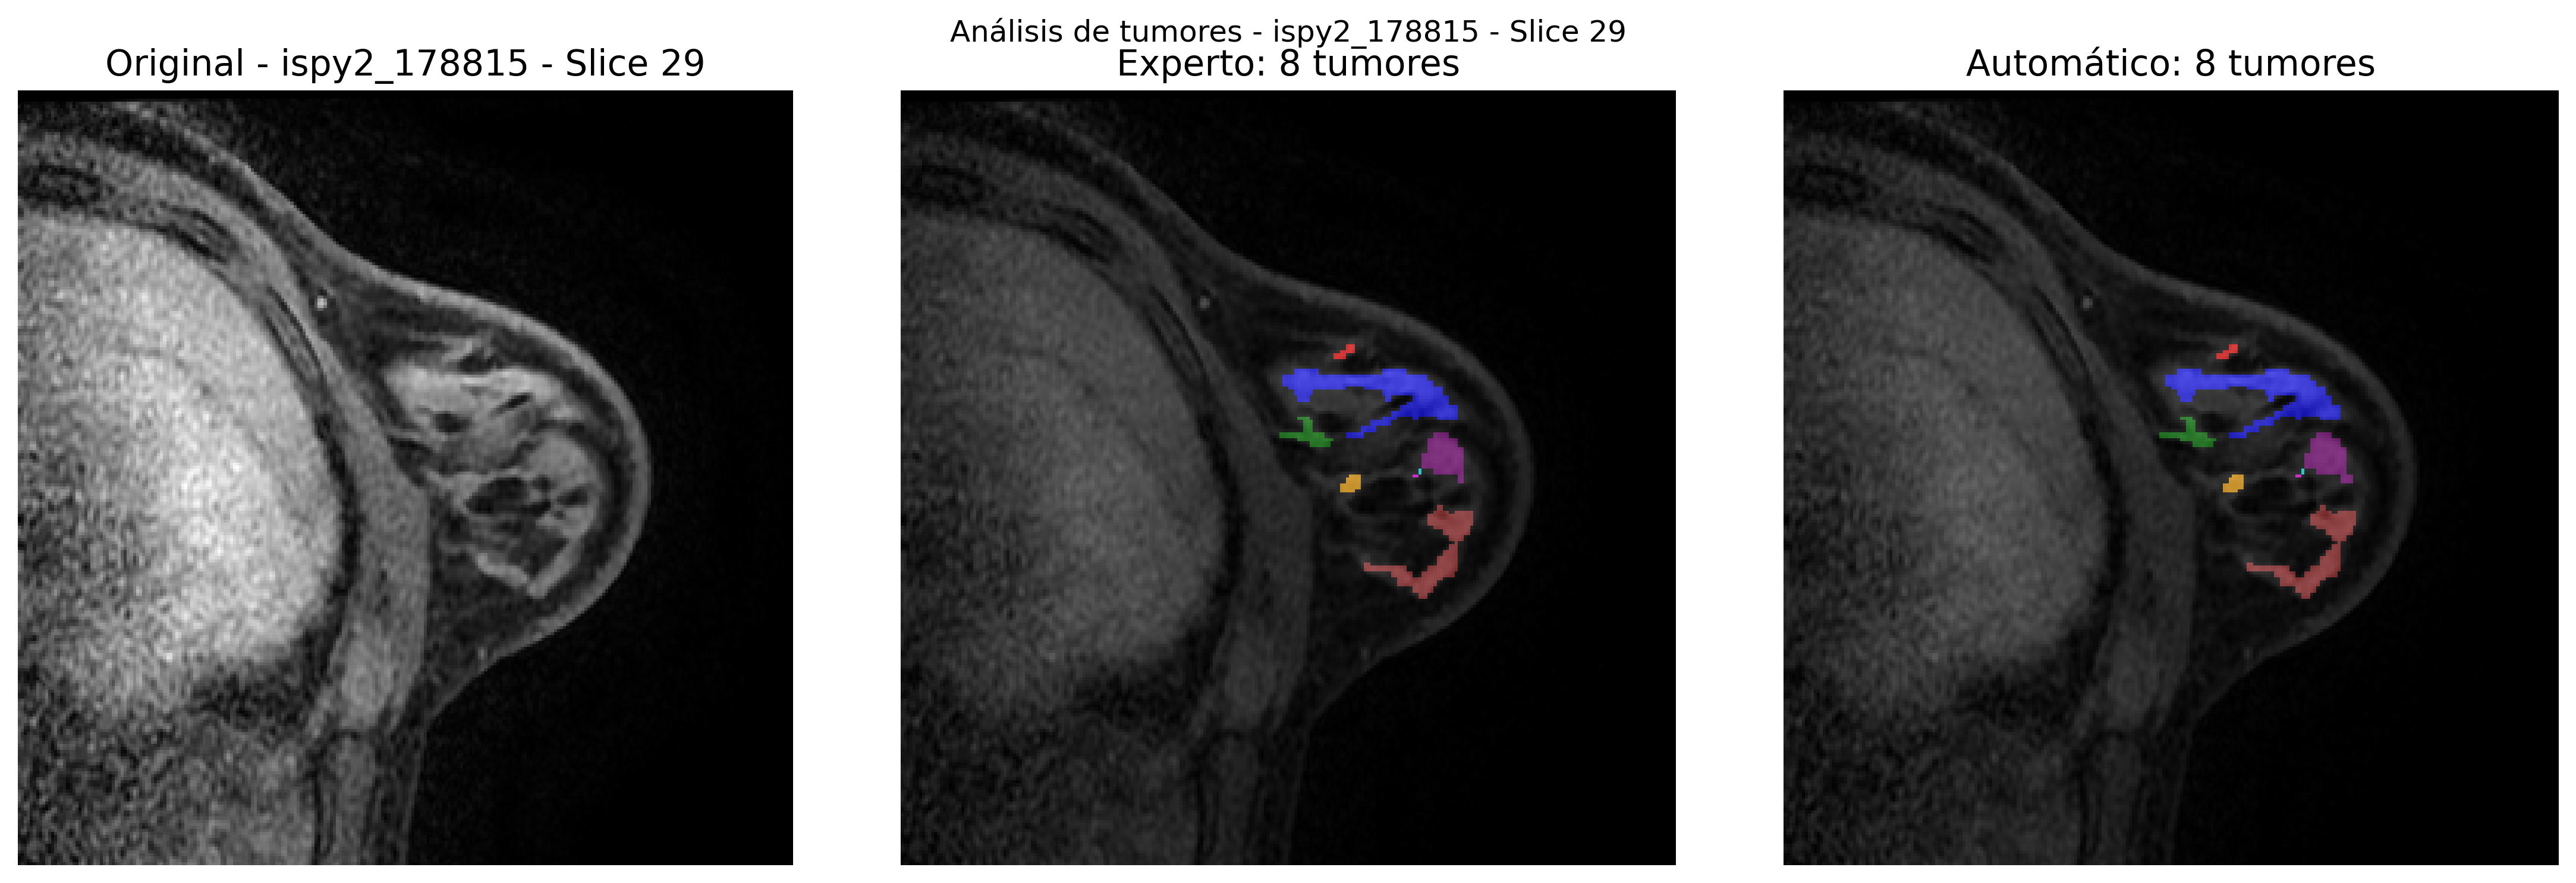 Análisis de tumores - ispy2_178815 - Slice 29
Original - ispy2_178815 - Slice 29
Experto: 8 tumores
Automático: 8 tumores